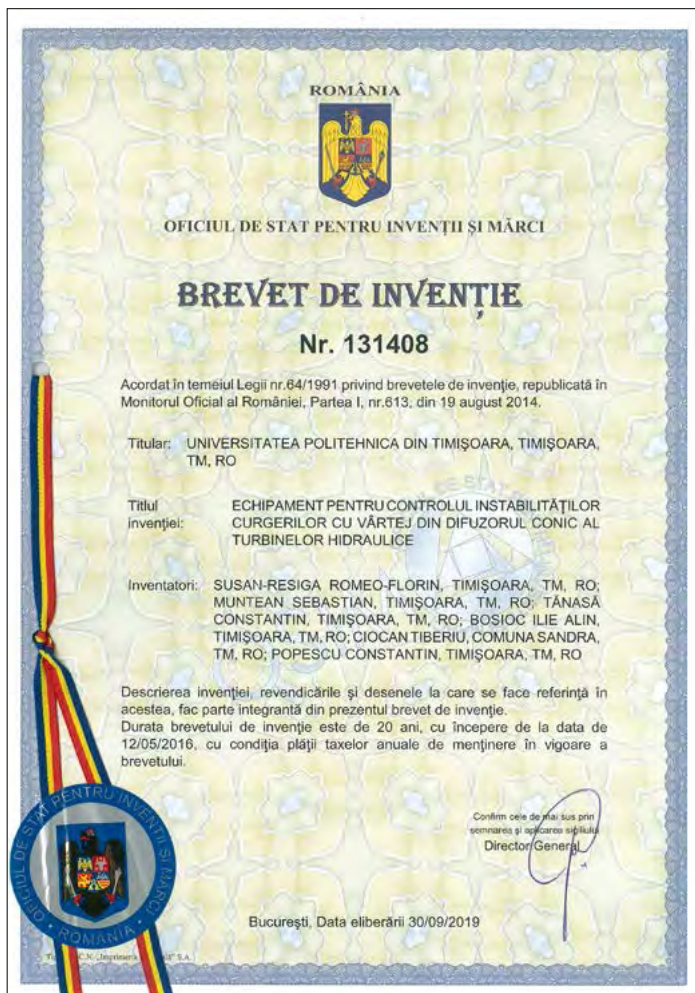 ROMÂNIA
OFICIUL DE STAT PENTRU INVENȚII ȘI MĂRCI
BREVET DE INVENȚIE
Nr. 131408
Acordat în temeiul Legii nr.64/1991 privind brevetele de invenție, republicată în
Monitorul Oficial al României, Partea I, nr.613, din 19 august 2014.
Titular: UNIVERSITATEA POLITEHNICA DIN TIMIȘOARA, TIMIȘOARA,
TM, RO
Titlul ECHIPAMENT PENTRU CONTROLUL INSTABILITĂȚILOR
invenției: CURGERILOR CU VÂRTEJ DIN DIFUZORUL CONIC AL
TURBINELOR HIDRAULICE
Inventatori: SUSAN-RESIGA ROMEO-FLORIN, TIMIȘOARA, TM, RO;
MUNTEAN SEBASTIAN, TIMIȘOARA, TM, RO; TĂNASĂ
CONSTANTIN, TIMIȘOARA, TM, RO; BOSIOC ILIE ALIN,
TIMIȘOARA, TM, RO; CIOCAN TIBERIU, COMUNA SANDRA,
TM, RO; POPESCU CONSTANTIN, TIMIȘOARA, TM, RO
Descrierea invenției, revendicările și desenele la care se face referință în
acestea, fac parte integrantă din prezentul brevet de invenție.
Durata brevetului de invenție este de 20 ani, cu începere de la data de
12/05/2016, cu condiția plății taxelor anuale de menținere în vigoare a
brevetului.
Confirm cele de mai sus prin
semnarea și aplicarea sigiliului
Director General
OFICIUL DE STAT PENTRU INVENȚII ȘI MĂRCI
ROMANIA
București, Data eliberării 30/09/2019
C.N. „Imprimeria S.A.